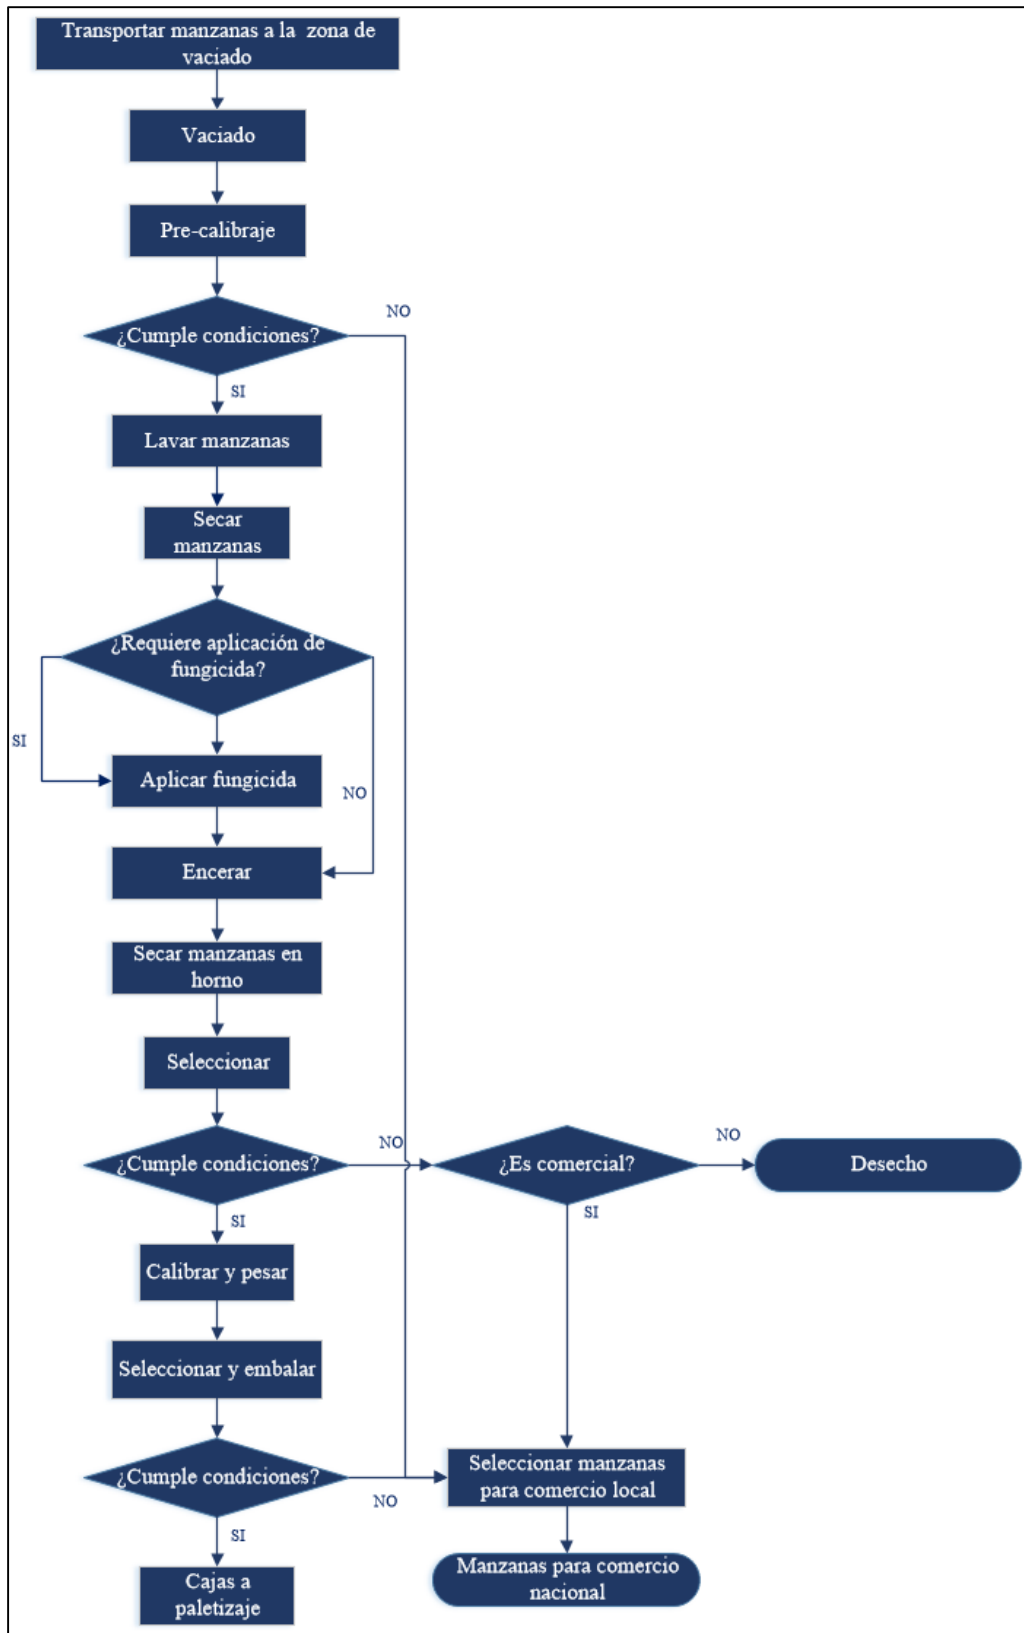 Transportar manzanas a la zona de
vaciado
Vaciado
Pre-calibraje
NO
¿Cumple condiciones?
SI
Lavar manzanas
Secar
manzanas
¿Requiere aplicación de
fungicida?
SI
Aplicar fungicida
NO
Encerar
Secar manzanas en
horno
Seleccionar
¿Cumple condiciones?
NO
¿Es comercial?
NO
Desecho
SI
SI
Calibrar y pesar
Seleccionar y embalar
¿Cumple condiciones?
NO
Seleccionar manzanas
para comercio local
SI
Cajas a
paletizaje
Manzanas para comercio
nacional